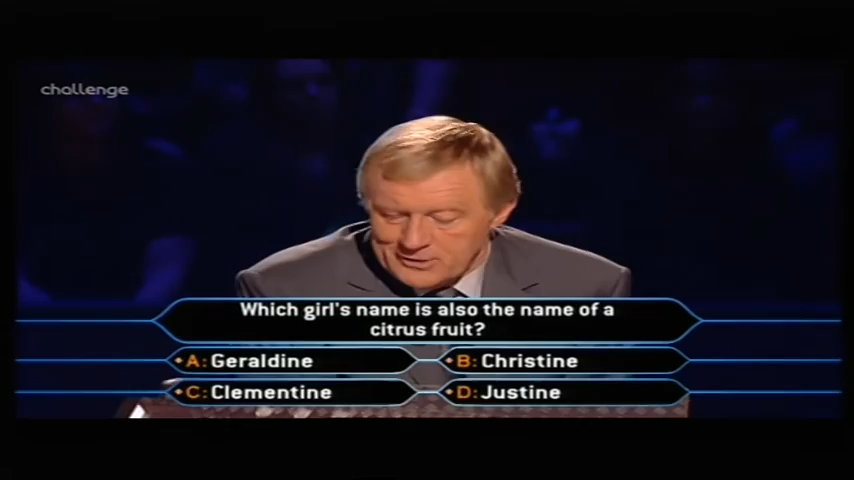 challenge
Which girl's name is also the name of a
citrus fruit?
A: Geraldine
B: Christine
C: Clementine
D: Justine